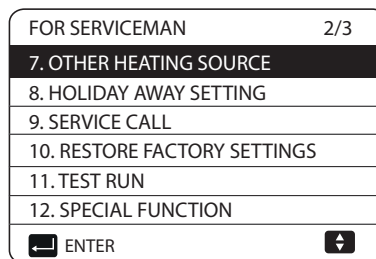 FOR SERVICEMAN 2/3
7. OTHER HEATING SOURCE
8. HOLIDAY AWAY SETTING
9. SERVICE CALL
10. RESTORE FACTORY SETTINGS
11. TEST RUN
12. SPECIAL FUNCTION
ENTER